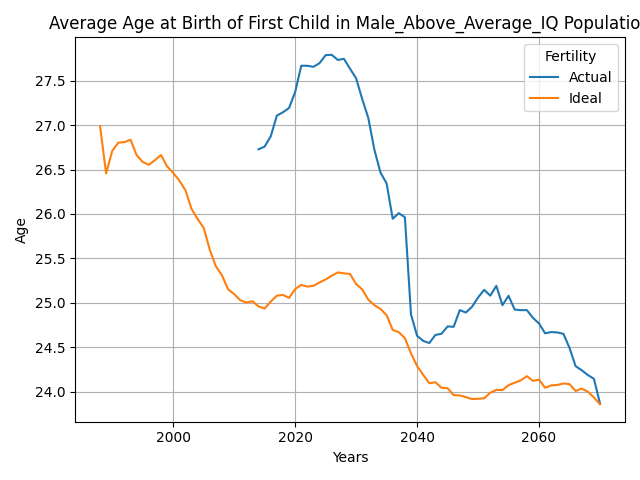 Average Age at Birth of First Child in Male_Above_Average_IQ Populatio
Fertility
Actual
Ideal
27.5
27.0
26.5
26.0
25.5
25.0
24.5
24.0
Age
2000 2020 2040 2060
Years